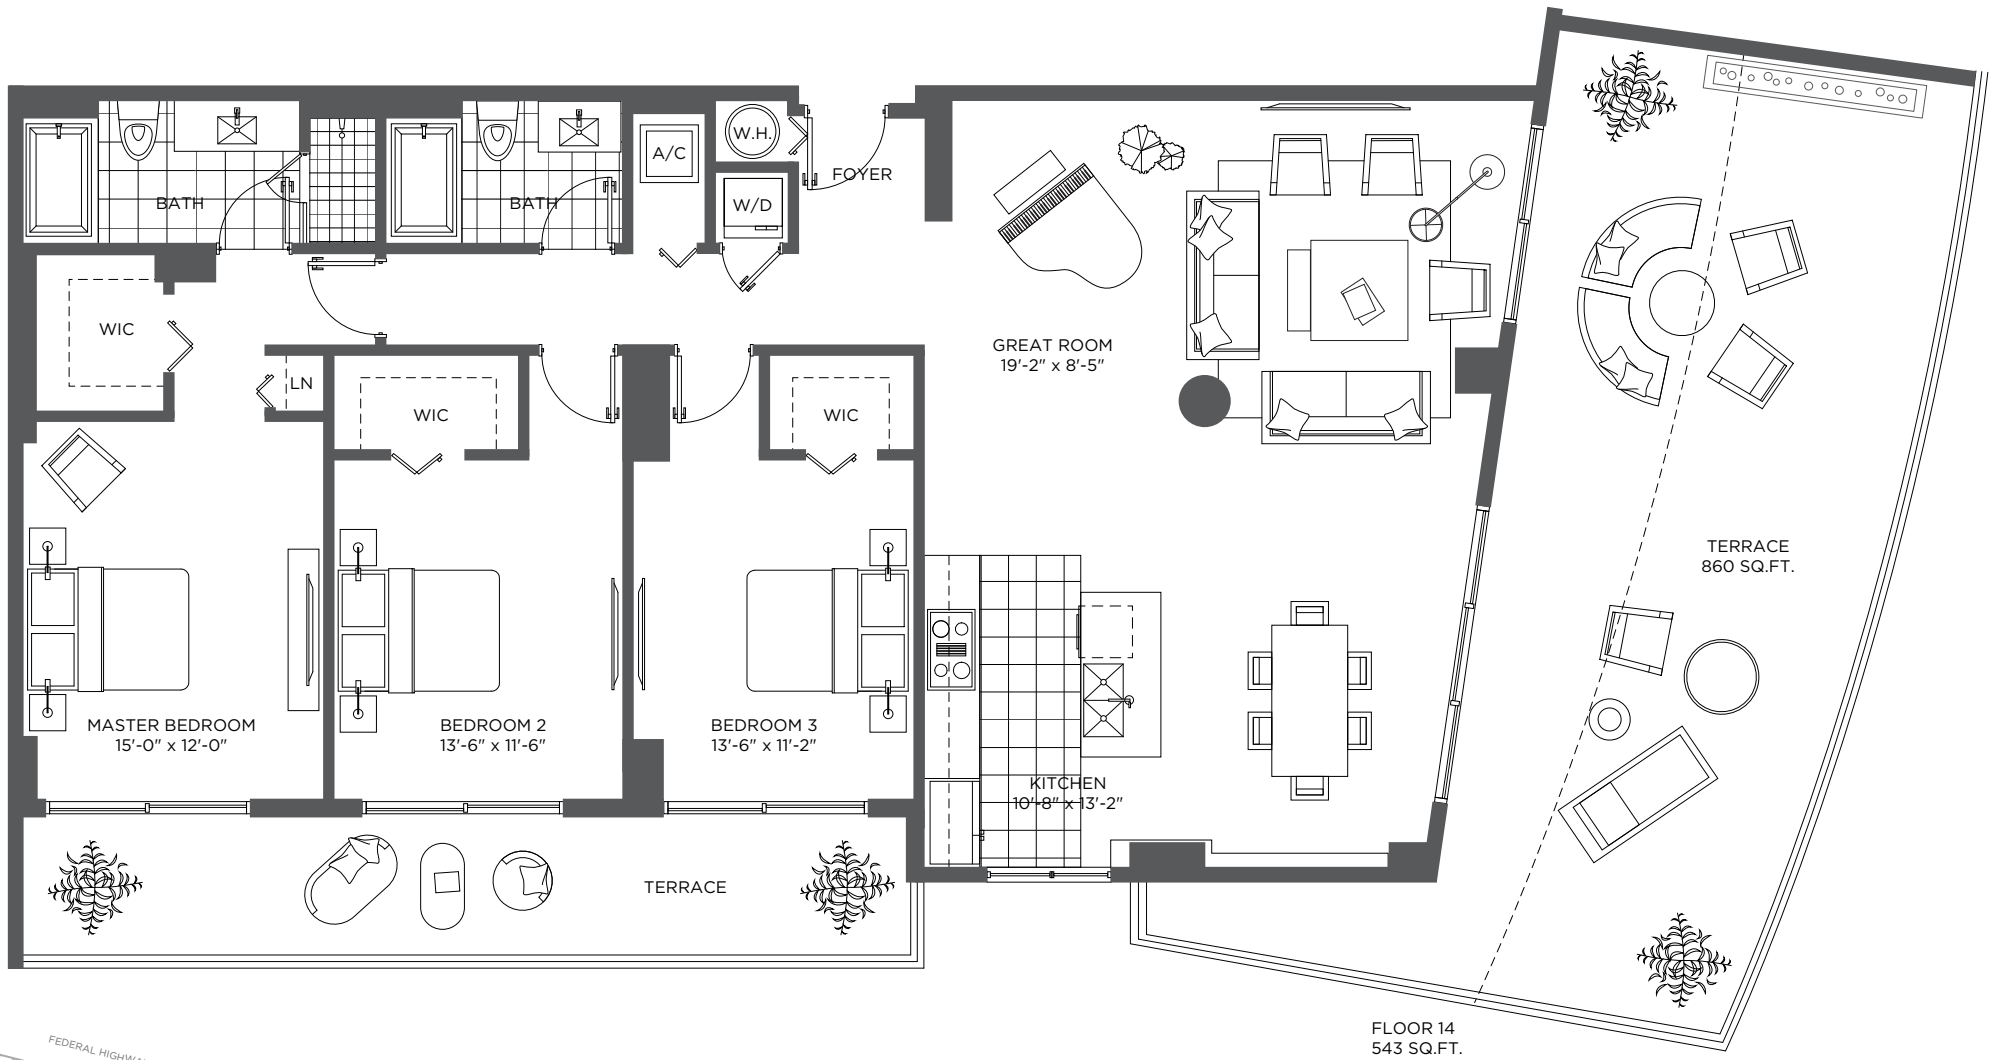 W.H.
A/C
FOYER
BATH
BATH
W/D
WIC
GREAT ROOM
19'-2" x 8'-5"
LN
WIC
WIC
TERRACE
860 SQ.FT.
MASTER BEDROOM
15'-0" x 12'-0"
BEDROOM 2
13'-6" x 11'-6"
BEDROOM 3
13'-6" x 11'-2"
KITCHEN
10'-8" x 13'-2"
TERRACE
FLOOR 14
543 SQ.FT.
FEDERAL